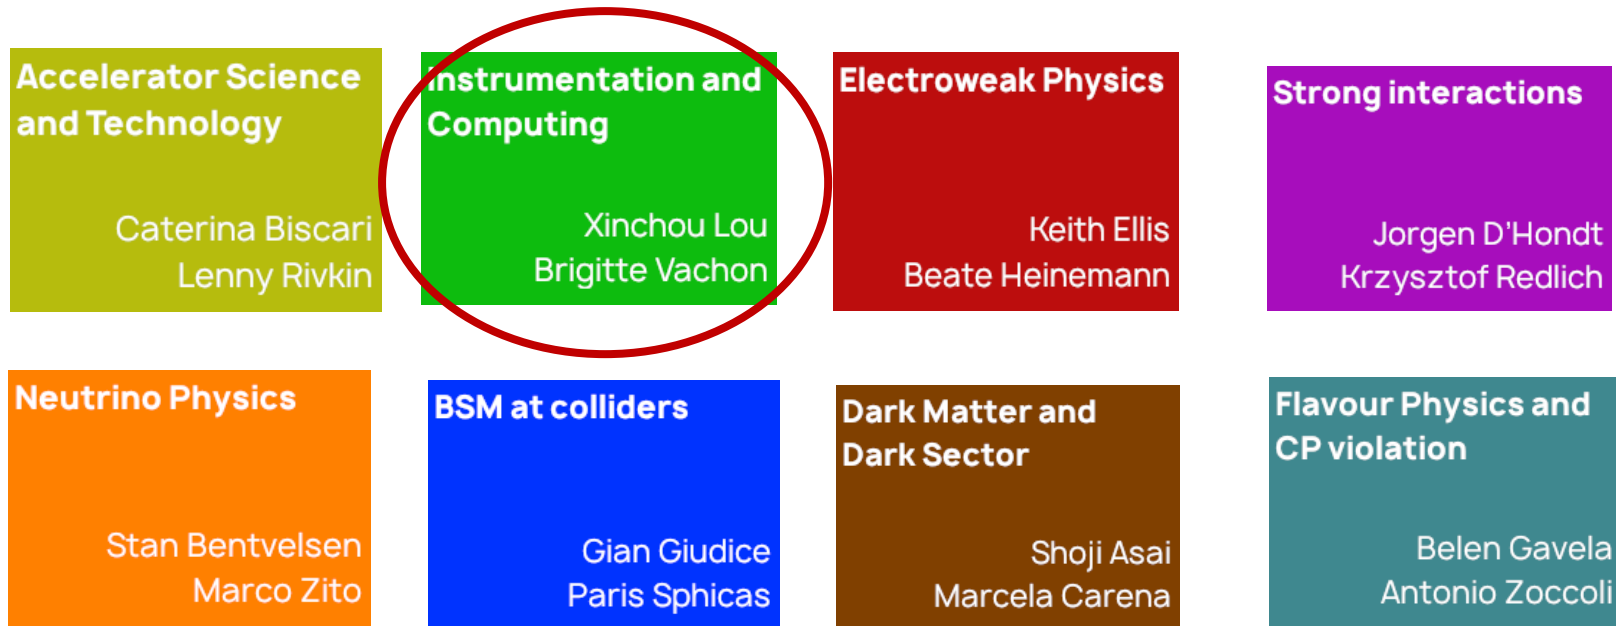 Accelerator Science
and Technology
Caterina Biscari
Lenny Rivkin
Instrumentation and
Computing
Xinchou Lou
Brigitte Vachon
Electroweak Physics
Keith Ellis
Beate Heinemann
Strong interactions
Jorgen D’Hondt
Krzysztof Redlich
Neutrino Physics
Stan Bentvelsen
Marco Zito
BSM at colliders
Gian Giudice
Paris Sphicas
Dark Matter and
Dark Sector
Shoji Asai
Marcela Carena
Flavour Physics and
CP violation
Belen Gavela
Antonio Zoccoli